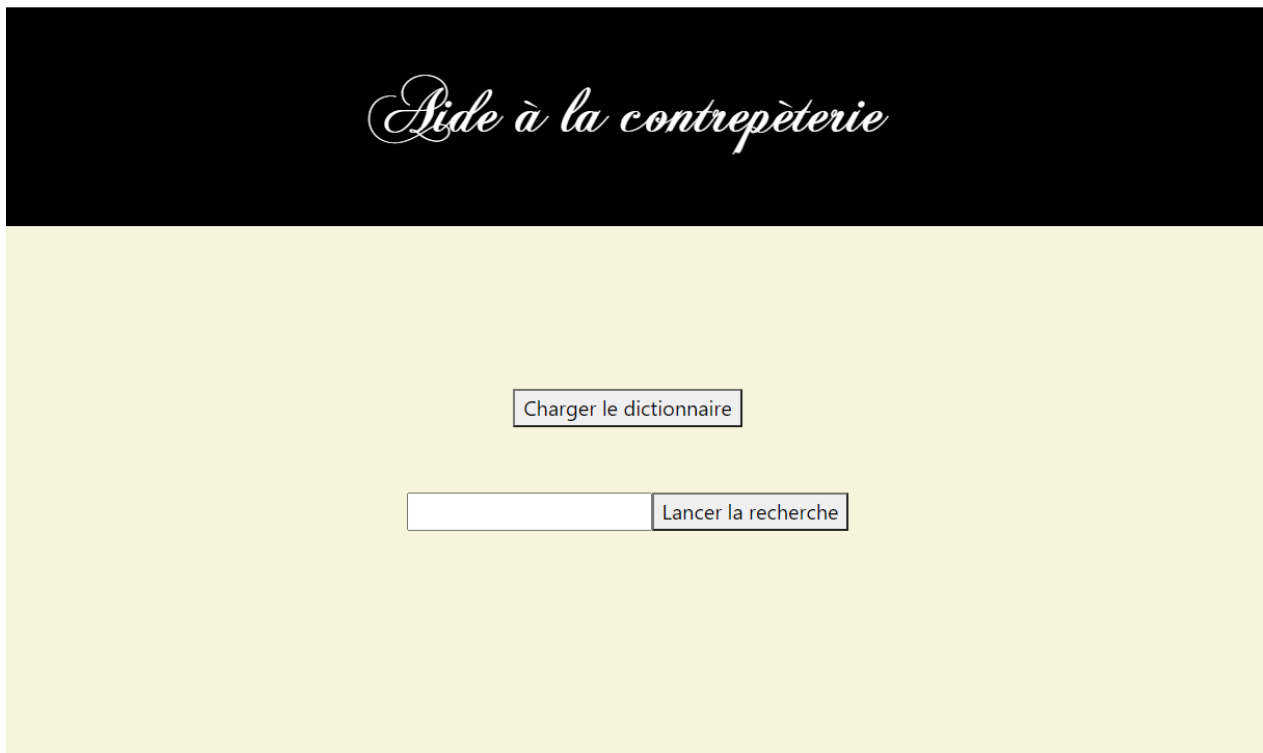 Aide à la contrepèterie
Charger le dictionnaire
Lancer la recherche